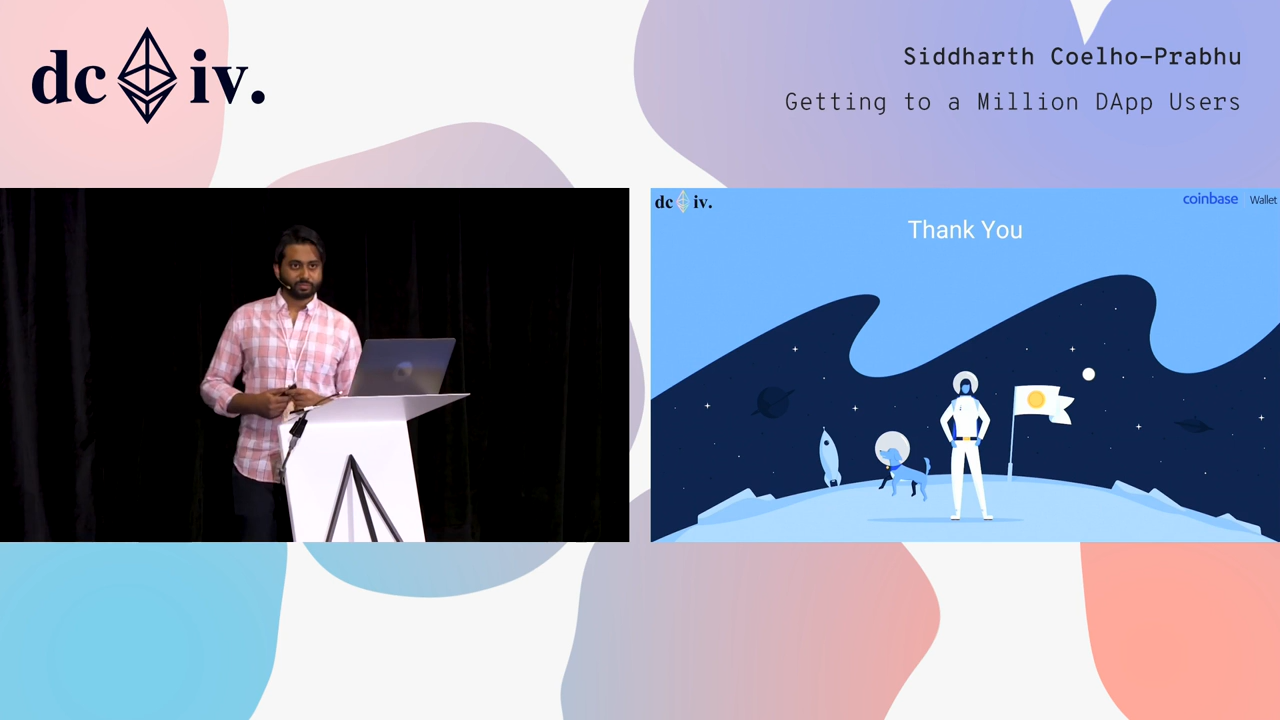 dc iv.
Siddharth Coelho-Prabhu
Getting to a Million DApp Users
dc iv.
coinbase Wallet
Thank You